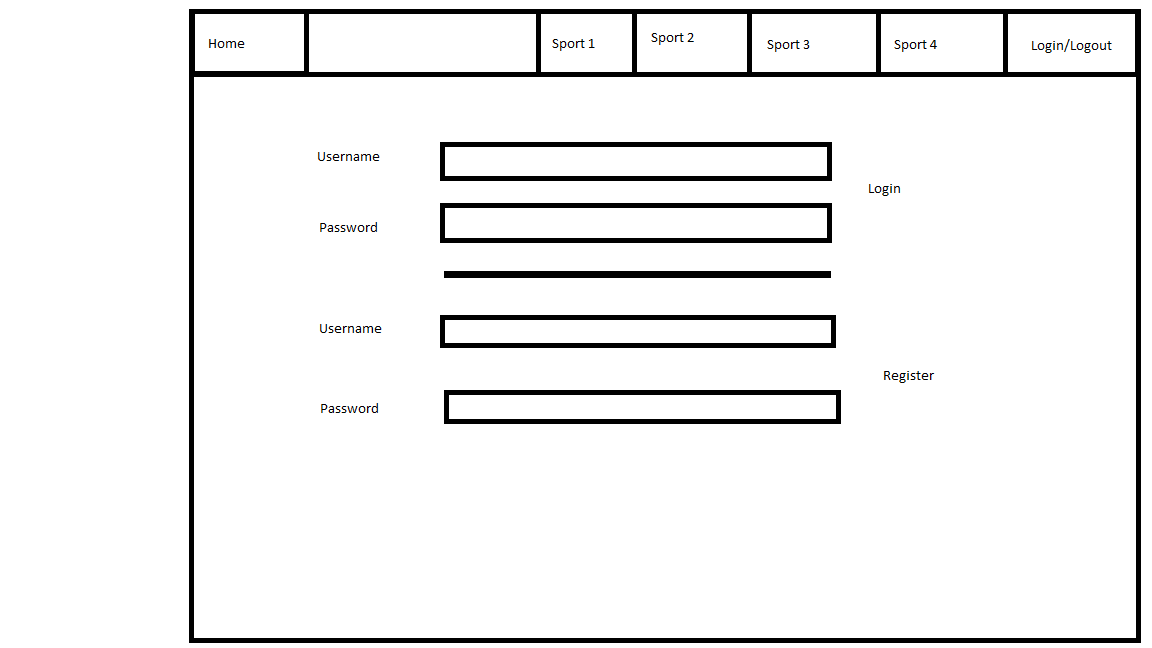 Home
Sport 1
Sport 2
Sport 3
Sport 4
Login/Logout
Username
Login
Password
Username
Register
Password